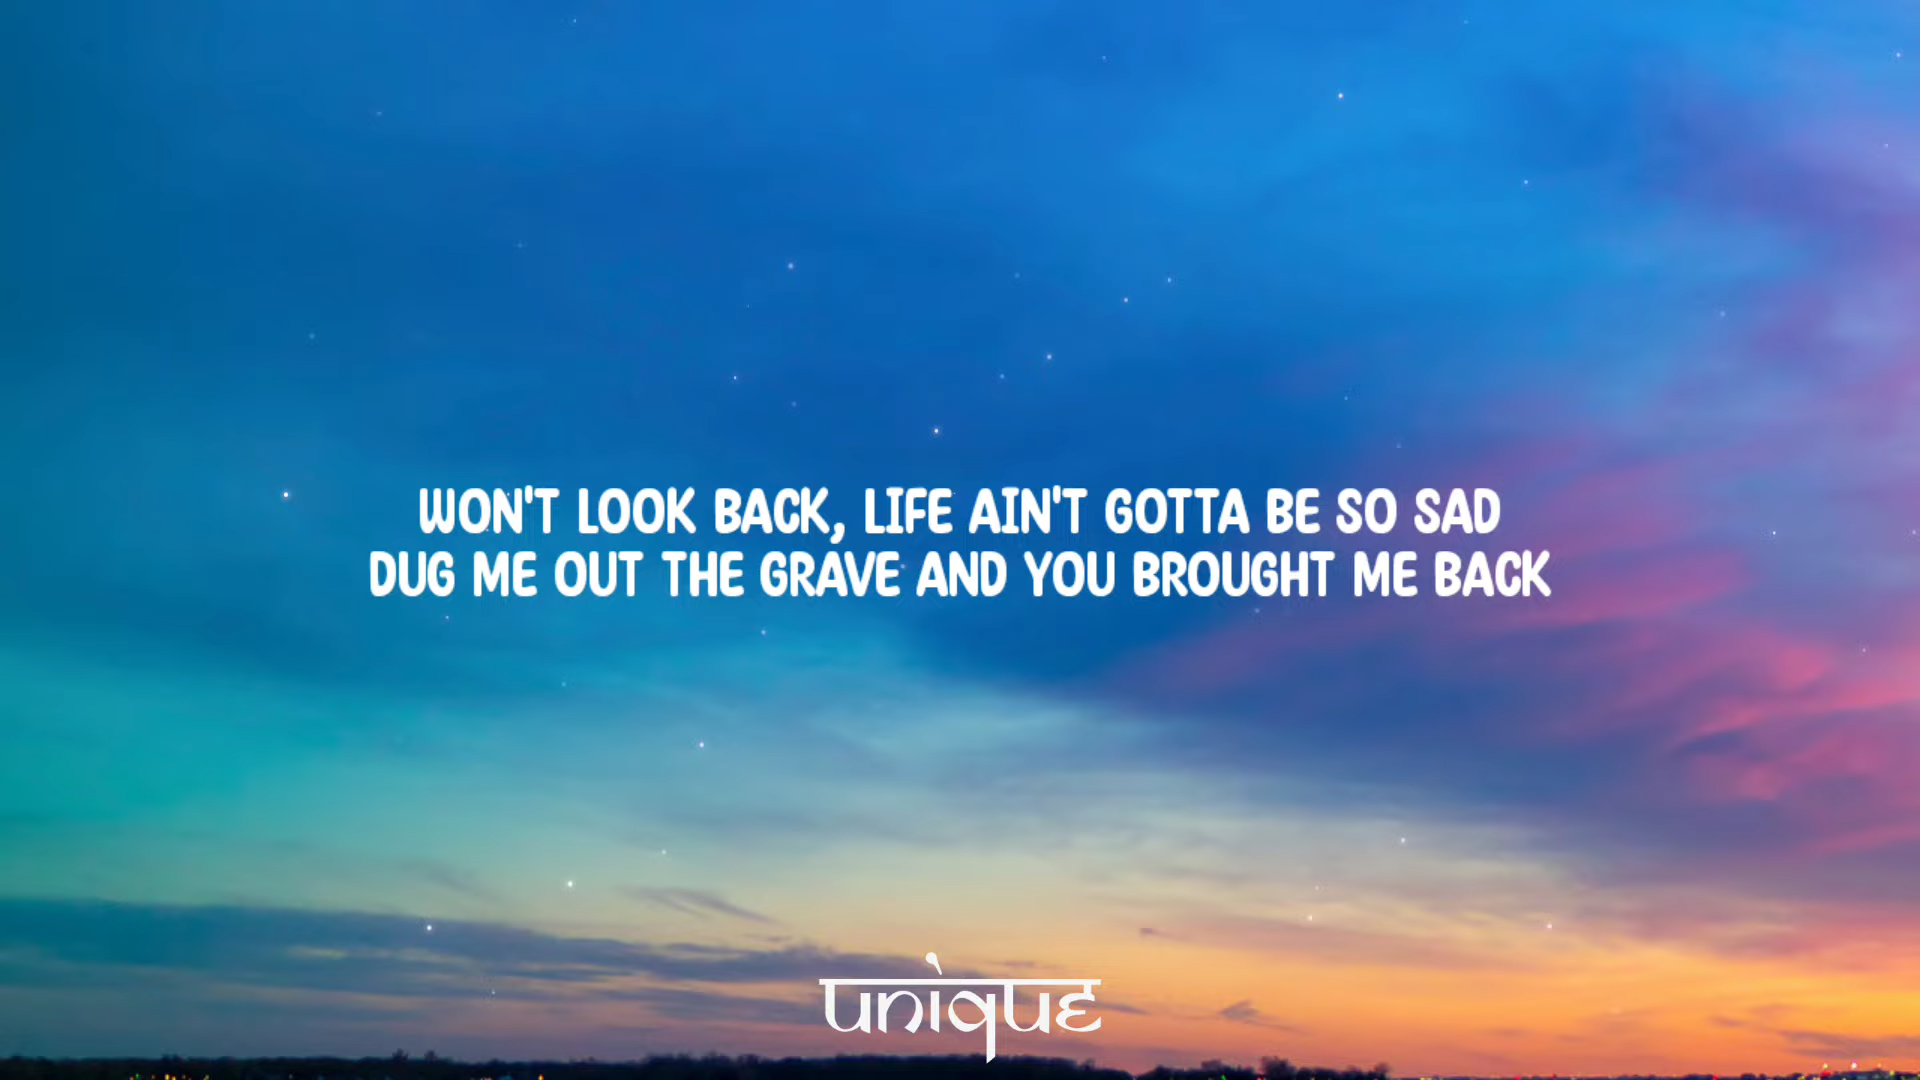 WON'T LOOK BACK, LIFE AIN'T GOTTA BE SO SAD
DUG ME OUT THE GRAVE AND YOU BROUGHT ME BACK
unique